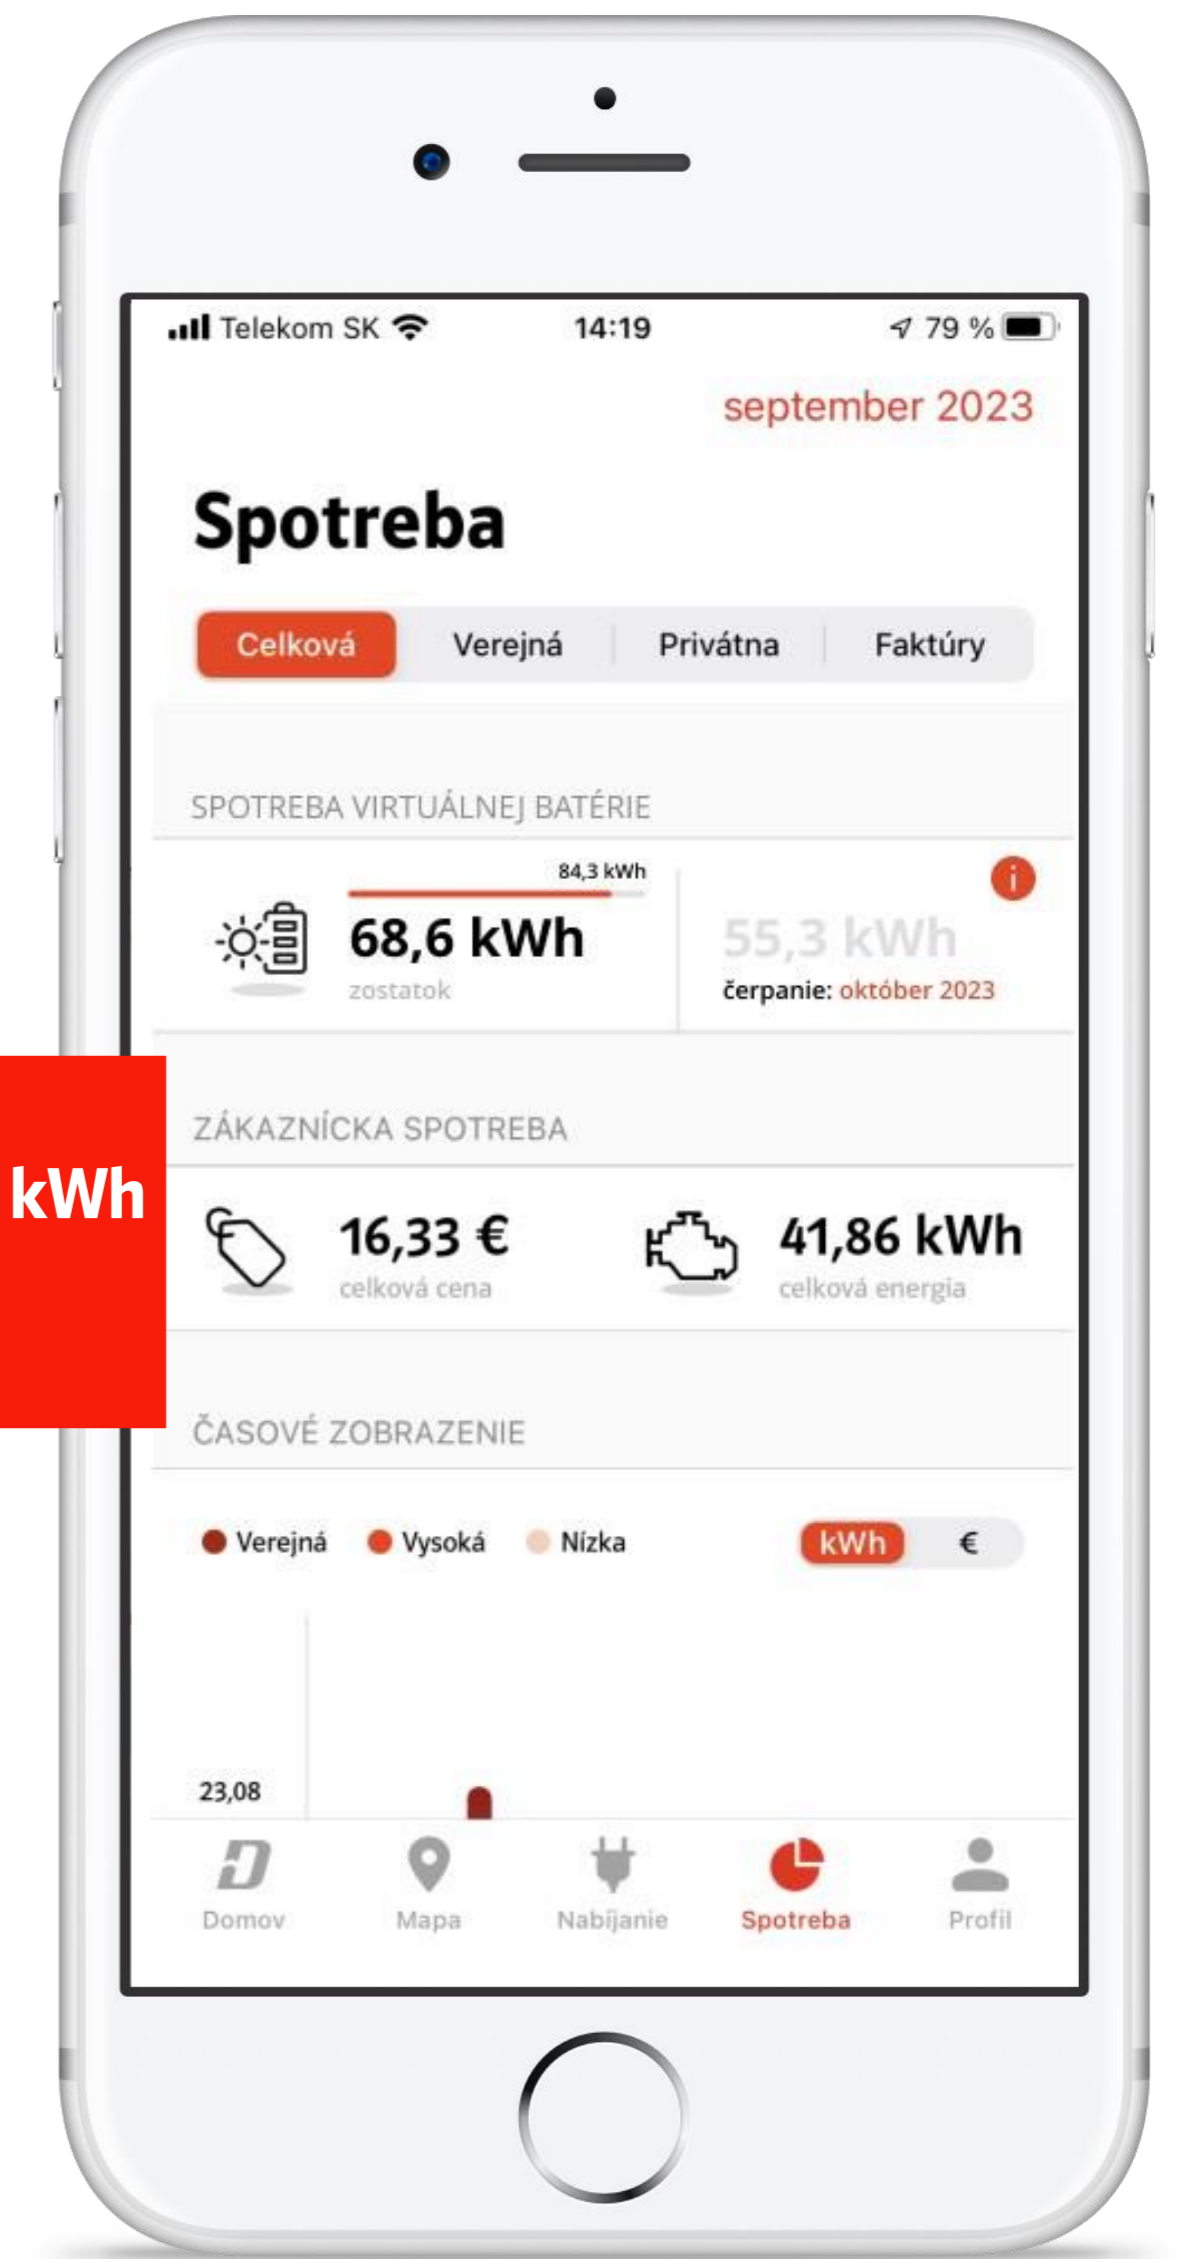 Telekom SK 14:19 79 %
september 2023
Spotreba
Celková Verejná Privátna Faktúry
SPOTREBA VIRTUÁLNEJ BATÉRIE
84,3 kWh
68,6 kWh
zostatok
i
55,3 kWh
čerpanie: október 2023
ZÁKAZNÍCKA SPOTREBA
kWh
16,33 €
celková cena
41,86 kWh
celková energia
ČASOVÉ ZOBRAZENIE
Verejná Vysoká Nízka kWh €
23,08
Domov Mapa Nabíjanie Spotreba Profil